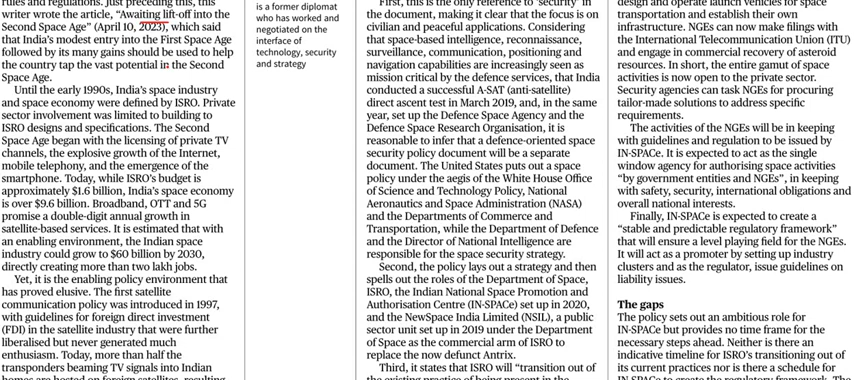 rules and regulations. Just preceding this, this
writer wrote the article, “Awaiting lift-off into the
Second Space Age” (April 10, 2023), which said
that India’s modest entry into the First Space Age
followed by its many gains should be used to help
the country tap the vast potential in the Second
Space Age.
Until the early 1990s, India’s space industry
and space economy were defined by ISRO. Private
sector involvement was limited to building to
ISRO designs and specifications. The Second
Space Age began with the licensing of private TV
channels, the explosive growth of the Internet,
mobile telephony, and the emergence of the
smartphone. Today, while ISRO’s budget is
approximately $1.6 billion, India’s space economy
is over $9.6 billion. Broadband, OTT and 5G
promise a double-digit annual growth in
satellite-based services. It is estimated that with
an enabling environment, the Indian space
industry could grow to $60 billion by 2030,
directly creating more than two lakh jobs.
Yet, it is the enabling policy environment that
has proved elusive. The first satellite
communication policy was introduced in 1997,
with guidelines for foreign direct investment
(FDI) in the satellite industry that were further
liberalised but never generated much
enthusiasm. Today, more than half the
transponders beaming TV signals into Indian
homes are hosted on foreign satellites, resulting
is a former diplomat
who has worked and
negotiated on the
interface of
technology, security
and strategy
First, this is the only reference to ‘security’ in
the document, making it clear that the focus is on
civilian and peaceful applications. Considering
that space-based intelligence, reconnaissance,
surveillance, communication, positioning and
navigation capabilities are increasingly seen as
mission critical by the defence services, that India
conducted a successful A-SAT (anti-satellite)
direct ascent test in March 2019, and, in the same
year, set up the Defence Space Agency and the
Defence Space Research Organisation, it is
reasonable to infer that a defence-oriented space
security policy document will be a separate
document. The United States puts out a space
policy under the aegis of the White House Office
of Science and Technology Policy, National
Aeronautics and Space Administration (NASA)
and the Departments of Commerce and
Transportation, while the Department of Defence
and the Director of National Intelligence are
responsible for the space security strategy.
Second, the policy lays out a strategy and then
spells out the roles of the Department of Space,
ISRO, the Indian National Space Promotion and
Authorisation Centre (IN-SPACe) set up in 2020,
and the NewSpace India Limited (NSIL), a public
sector unit set up in 2019 under the Department
of Space as the commercial arm of ISRO to
replace the now defunct Antrix.
Third, it states that ISRO will “transition out of
the existing practice of being present in the
design and operate launch vehicles for space
transportation and establish their own
infrastructure. NGEs can now make filings with
the International Telecommunication Union (ITU)
and engage in commercial recovery of asteroid
resources. In short, the entire gamut of space
activities is now open to the private sector.
Security agencies can task NGEs for procuring
tailor-made solutions to address specific
requirements.
The activities of the NGEs will be in keeping
with guidelines and regulation to be issued by
IN-SPACe. It is expected to act as the single
window agency for authorising space activities
“by government entities and NGEs”, in keeping
with safety, security, international obligations and
overall national interests.
Finally, IN-SPACe is expected to create a
“stable and predictable regulatory framework”
that will ensure a level playing field for the NGEs.
It will act as a promoter by setting up industry
clusters and as the regulator, issue guidelines on
liability issues.
The gaps
The policy sets out an ambitious role for
IN-SPACe but provides no time frame for the
necessary steps ahead. Neither is there an
indicative timeline for ISRO’s transitioning out of
its current practices nor is there a schedule for
IN-SPACe to create the regulatory framework. The